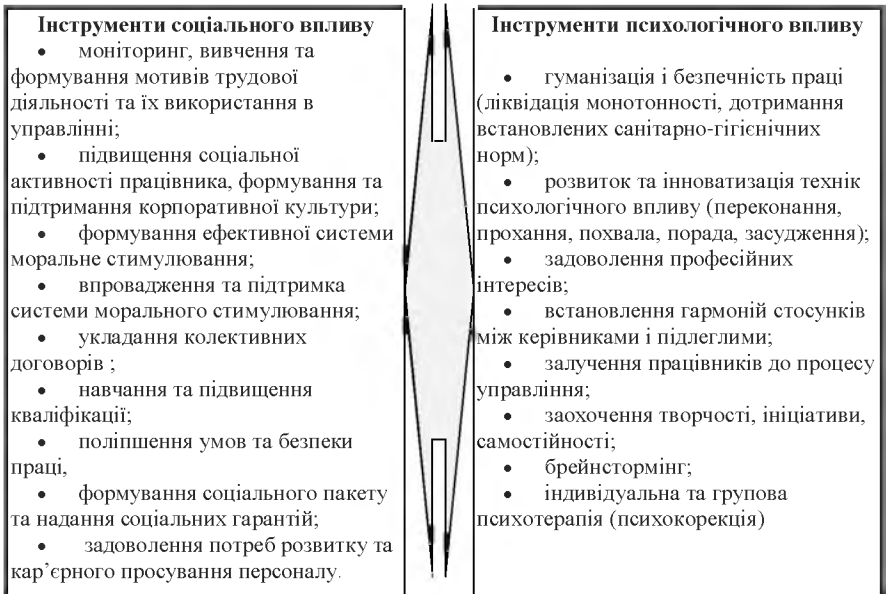 Інструменти соціального впливу
• моніторинг, вивчення та
формування мотивів трудової
діяльності та їх використання в
управлінні;
• підвищення соціальної
активності працівника, формування та
підтримання корпоративної культури;
• формування ефективної системи
моральне стимулювання;
• впровадження та підтримка
системи морального стимулювання;
• укладання колективних
договорів ;
• навчання та підвищення
кваліфікації;
• поліпшення умов та безпеки
праці,
• формування соціального пакету
та надання соціальних гарантій;
• задоволення потреб розвитку та
кар’єрного просування персоналу.
Інструменти психологічного впливу
• гуманізація і безпечність праці
(ліквідація монотонності, дотримання
встановлених санітарно-гігієнічних
норм);
• розвиток та інноватизація технік
психологічного впливу (переконання,
прохання, похвала, порада, засудження);
• задоволення професійних
інтересів;
• встановлення гармоній стосунків
між керівниками і підлеглими;
• залучення працівників до процесу
управління;
• заохочення творчості, ініціативи,
самостійності;
• брейнстормінг;
• індивідуальна та групова
психотерапія (психокорекція)